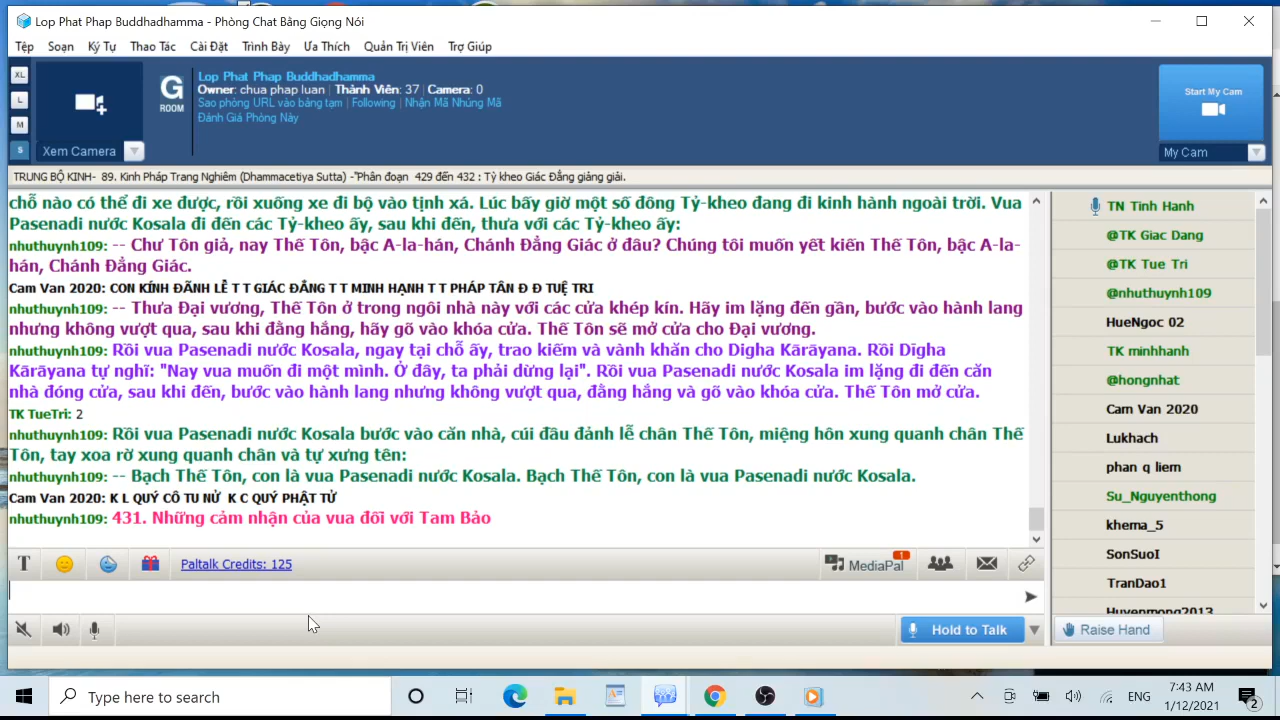 Lop Phat Phap Buddhadhamma - Phòng Chat Bằng Giọng Nói
Tệp Soạn Ký Tự Thao Tác Cài Đặt Trình Bày Ưa Thích Quản Trị Viên Trợ Giúp
XL
L
M
S
Xem Camera
G
ROOM
Lop Phat Phap Buddhadhamma
Owner: chua phap luan | Thành Viên: 37 | Camera: 0
Sao phòng URL vào bảng tạm | Following | Nhận Mã Nhúng Mã
Đánh Giá Phòng Này
Start My Cam
My Cam
TRUNG BỘ KINH- 89. Kinh Pháp Trang Nghiêm (Dhammacetiya Sutta) -"Phân đoạn 429 đến 432 : Tỳ kheo Giác Đẳng giảng giải.
chỗ nào có thể đi xe được, rồi xuống xe đi bộ vào tịnh xá. Lúc bấy giờ một số đông Tỷ-kheo đang đi kinh hành ngoài trời. Vua
Pasenadi nước Kosala đi đến các Tỷ-kheo ấy, sau khi đến, thưa với các Tỷ-kheo ấy:
nhuthuynh109: -- Chư Tôn giả, nay Thế Tôn, bậc A-la-hán, Chánh Đẳng Giác ở đâu? Chúng tôi muốn yết kiến Thế Tôn, bậc A-la-
hán, Chánh Đẳng Giác.
Cam Van 2020: CON KÍNH ĐÃNH LỄ T T GIÁC ĐẲNG T T MINH HẠNH T T PHÁP TÂN Đ Đ TUỆ TRI
nhuthuynh109: -- Thưa Đại vương, Thế Tôn ở trong ngôi nhà này với các cửa khép kín. Hãy im lặng đến gần, bước vào hành lang
nhưng không vượt qua, sau khi đằng hắng, hãy gõ vào khóa cửa. Thế Tôn sẽ mở cửa cho Đại vương.
nhuthuynh109: Rồi vua Pasenadi nước Kosala, ngay tại chỗ ấy, trao kiếm và vành khăn cho Digha Kārāyana. Rồi Dīgha
Kārāyana tự nghĩ: "Nay vua muốn đi một mình. Ở đây, ta phải dừng lại". Rồi vua Pasenadi nước Kosala im lặng đi đến căn
nhà đóng cửa, sau khi đến, bước vào hành lang nhưng không vượt qua, đằng hắng và gõ vào khóa cửa. Thế Tôn mở cửa.
TK TueTri: 2
nhuthuynh109: Rồi vua Pasenadi nước Kosala bước vào căn nhà, cúi đầu đảnh lễ chân Thế Tôn, miệng hôn xung quanh chân Thế
Tôn, tay xoa rờ xung quanh chân và tự xưng tên:
nhuthuynh109: -- Bạch Thế Tôn, con là vua Pasenadi nước Kosala. Bạch Thế Tôn, con là vua Pasenadi nước Kosala.
Cam Van 2020: K L QUÝ CÔ TU NỬ K C QUÝ PHẬT TỬ
nhuthuynh109: 431. Những cảm nhận của vua đối với Tam Bảo
TN Tinh Hanh
@TK Giac Dang
@TK Tue Tri
@nhuthuynh109
HueNgoc 02
TK minhhanh
@hongnhat
Cam Van 2020
Lukhach
phan q liem
Su_Nguyenthong
khema_5
SonSuoI
TranDao1
Huyenmong2013
T
Paltalk Credits: 125
MediaPal 1
Hold to Talk
Raise Hand
Type here to search
ENG
7:43 AM
1/12/2021
2